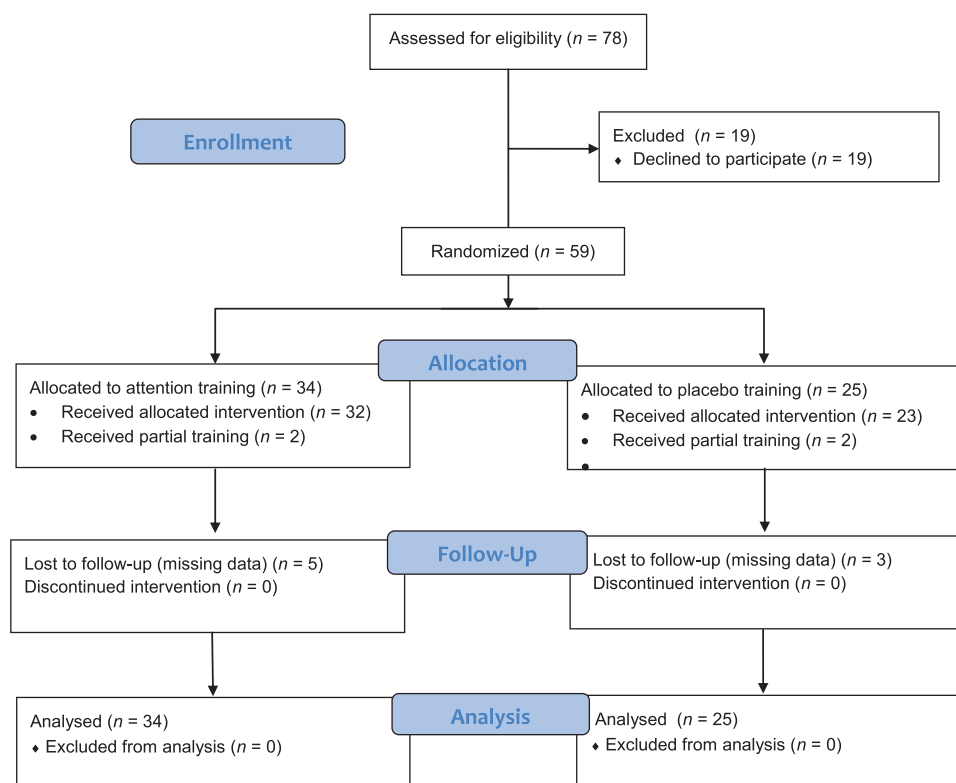 Assessed for eligibility (n = 78)
Enrollment
Excluded (n = 19)
♦ Declined to participate (n = 19)
Randomized (n = 59)
Allocation
Allocated to attention training (n = 34)
• Received allocated intervention (n = 32)
• Received partial training (n = 2)
Allocated to placebo training (n = 25)
• Received allocated intervention (n = 23)
• Received partial training (n = 2)
•
Follow-Up
Lost to follow-up (missing data) (n = 5)
Discontinued intervention (n = 0)
Lost to follow-up (missing data) (n = 3)
Discontinued intervention (n = 0)
Analysis
Analysed (n = 34)
♦ Excluded from analysis (n = 0)
Analysed (n = 25)
♦ Excluded from analysis (n = 0)